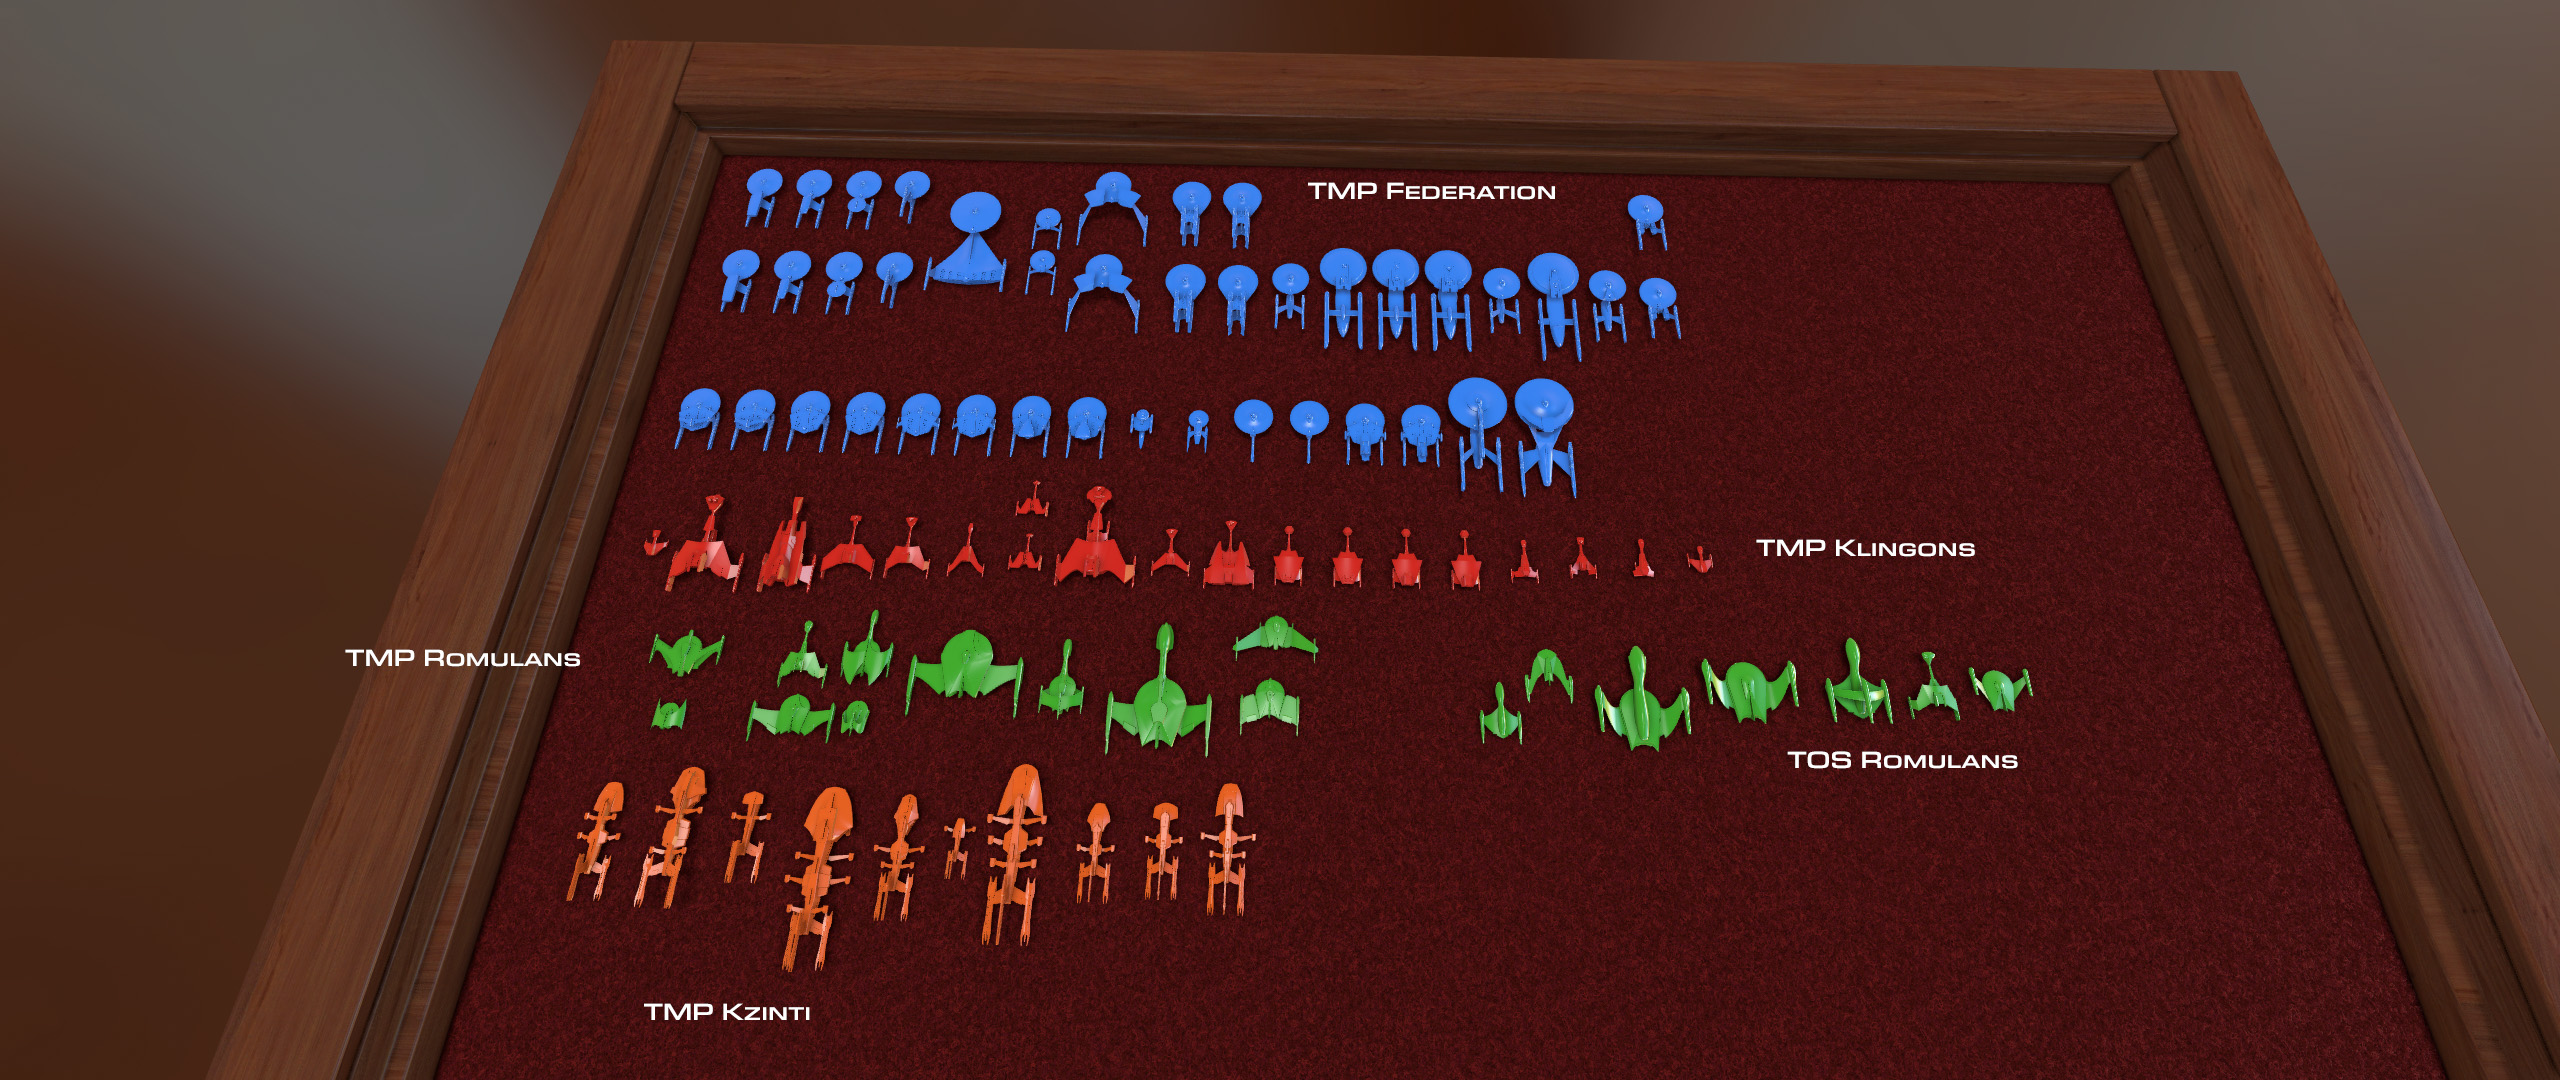 TMP Federation
TMP Klingons
TMP Romulans
TOS Romulans
TMP Kzinti